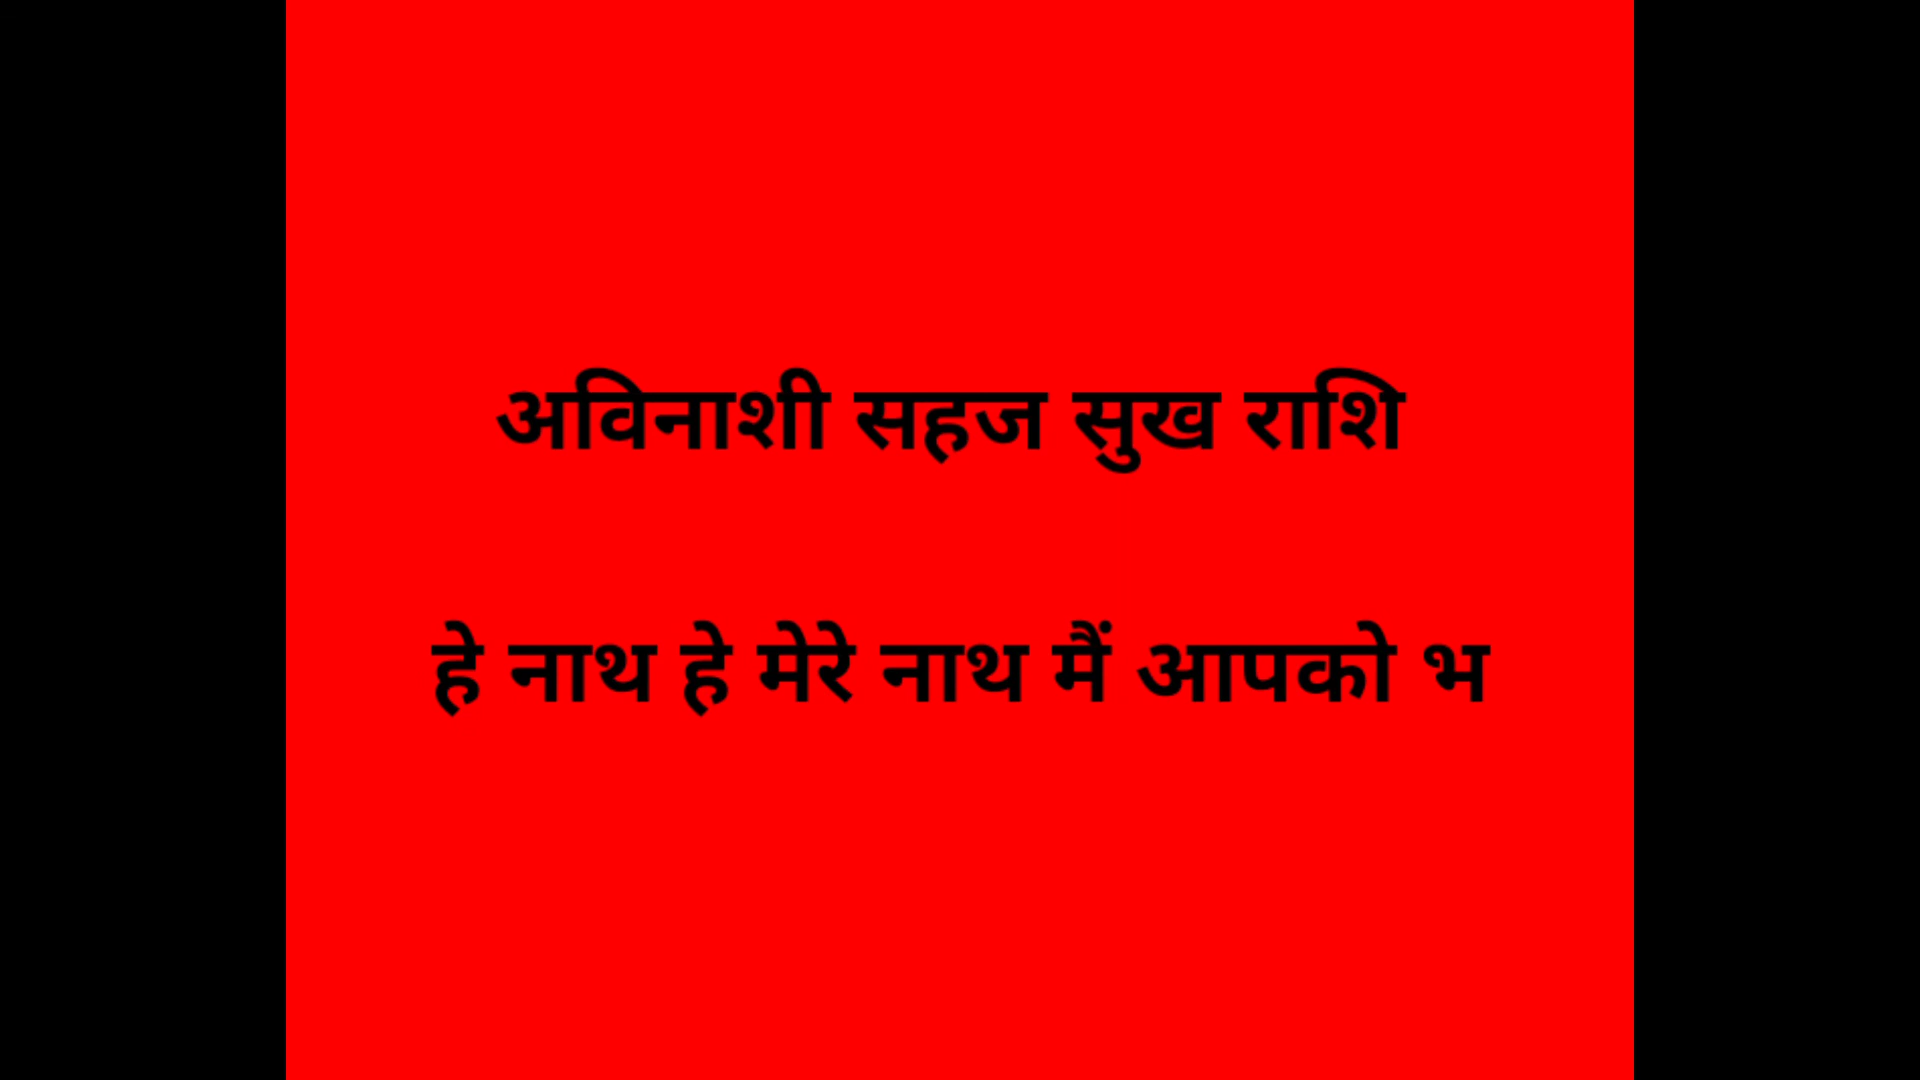 अविनाशी सहज सुख राशि
हे नाथ हे मेरे नाथ मैं आपको भ